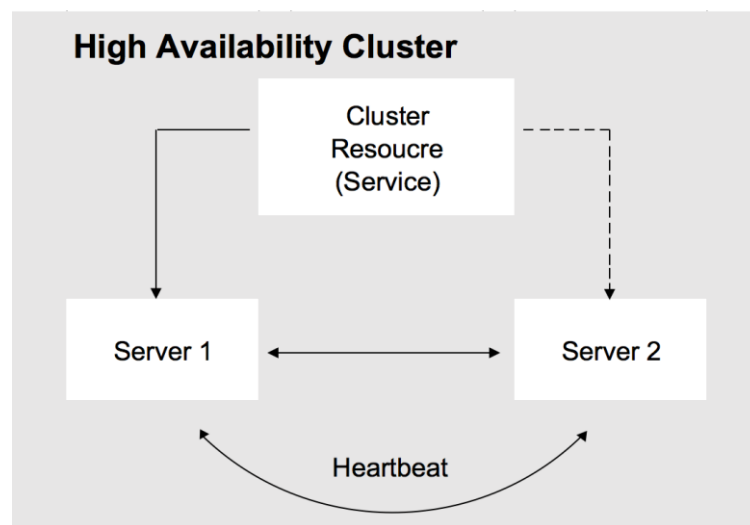 High Availability Cluster
Cluster
Resoucre
(Service)
Server 1
Server 2
Heartbeat